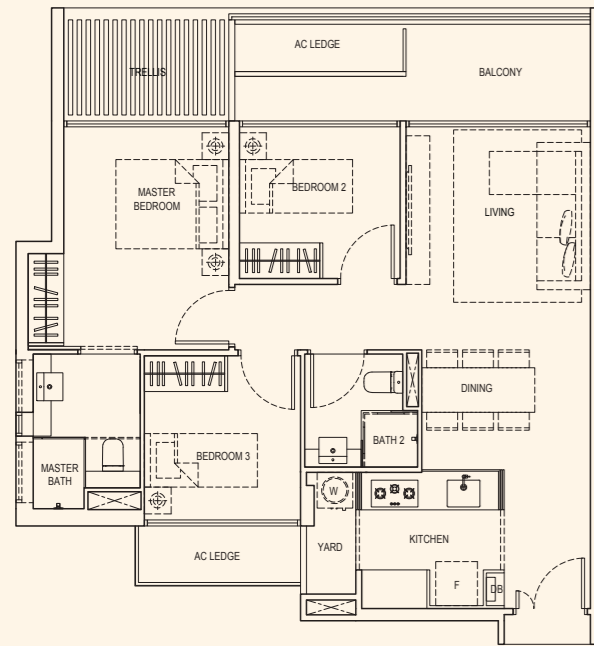 AC LEDGE
TRELLIS
BALCONY
MASTER
BEDROOM
BEDROOM 2
LIVING
DINING
BATH 2
BEDROOM 3
MASTER
BATH
W
YARD
KITCHEN
AC LEDGE
F
DB